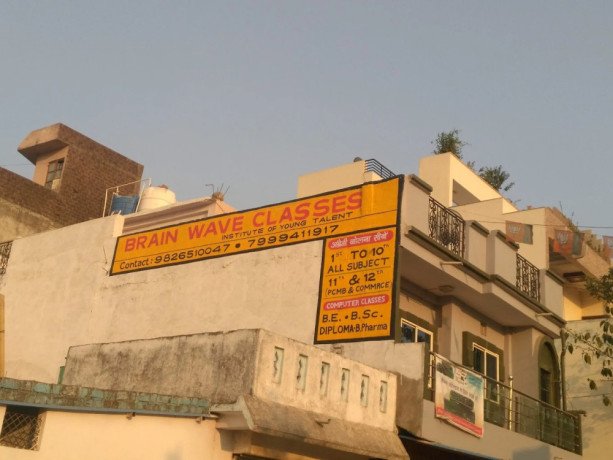 BRAIN WAVE CLASSES
INSTITUTE OF YOUNG TALENT
Contact: 9826510047 • 7999411917
अंग्रेजी बोलना सीखें
1ST TO 10TH
ALL SUBJECT
11TH & 12TH
PCMB & COMMRCE
COMPUTER CLASSES
B.E. • B.Sc.
DIPLOMA•B.Pharma